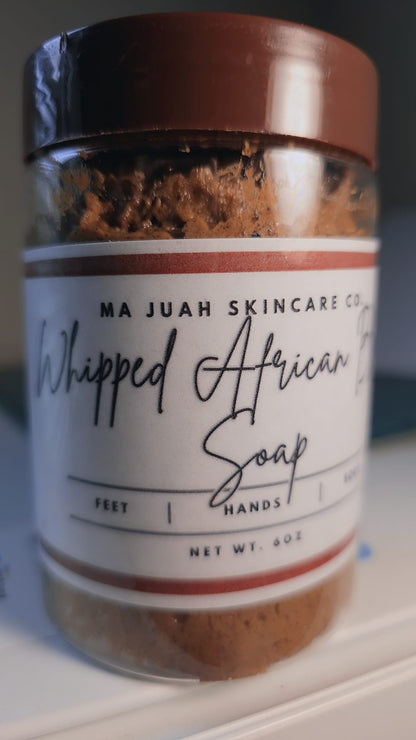 MA JUAH SKINCARE CO.
Whipped African
Soap
FEET | HANDS |
NET WT. 6OZ